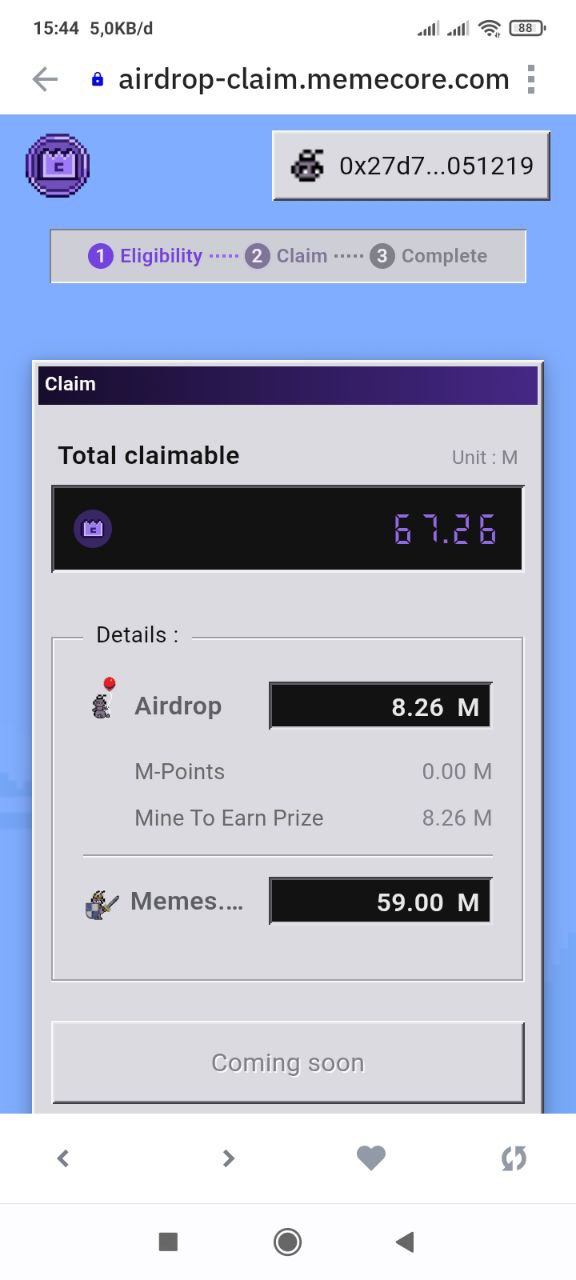 15:44 5,0KB/d 88
airdrop-claim.memecore.com
0x27d7...051219
1 Eligibility ····· 2 Claim ····· 3 Complete
Claim
Total claimable Unit : M
67.26
Details :
Airdrop 8.26 M
M-Points 0.00 M
Mine To Earn Prize 8.26 M
Memes.... 59.00 M
Coming soon